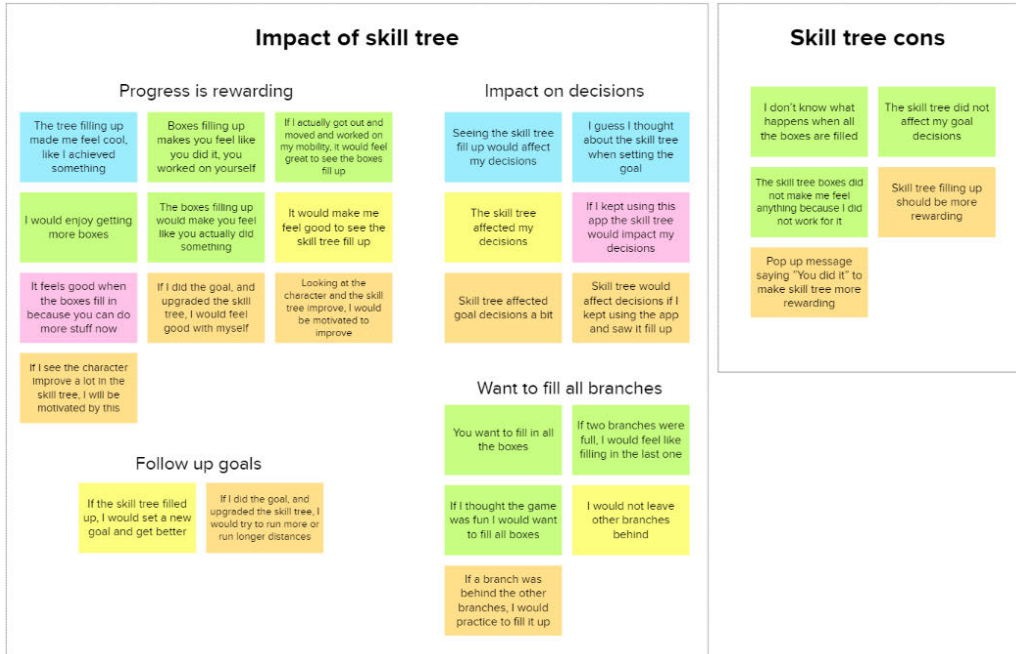 Impact of skill tree
Progress is rewarding
The tree filling up
made me feel cool,
like I achieved
something
Boxes filling up
makes you feel like
you did it, you
worked on yourself
If I actually got out and
moved and worked on
my mobility, it would feel
great to see the boxes
fill up
I would enjoy getting
more boxes
The boxes filling up
would make you feel
like you actually did
something
It would make me
feel good to see the
skill tree fill up
It feels good when
the boxes fill in
because you can do
more stuff now
If I did the goal, and
upgraded the skill
tree, I would feel
good with myself
Looking at the
character and the skill
tree improve, I would
be motivated to
improve
If I see the character
improve a lot in the
skill tree, I will be
motivated by this
Follow up goals
If the skill tree filled
up, I would set a new
goal and get better
If I did the goal, and
upgraded the skill tree, I
would try to run more or
run longer distances
Impact on decisions
Seeing the skill tree
fill up would affect
my decisions
I guess I thought
about the skill tree
when setting the
goal
The skill tree
affected my
decisions
If I kept using this
app the skill tree
would impact my
decisions
Skill tree affected
goal decisions a bit
Skill tree would
affect decisions if I
kept using the app
and saw it fill up
Want to fill all branches
You want to fill in all
the boxes
If two branches were
full, I would feel like
filling in the last one
If I thought the game
was fun I would want
to fill all boxes
I would not leave
other branches
behind
If a branch was
behind the other
branches, I would
practice to fill it up
Skill tree cons
I don't know what
happens when all
the boxes are filled
The skill tree did not
affect my goal
decisions
The skill tree boxes did
not make me feel
anything because I did
not work for it
Skill tree filling up
should be more
rewarding
Pop up message
saying "You did it" to
make skill tree more
rewarding